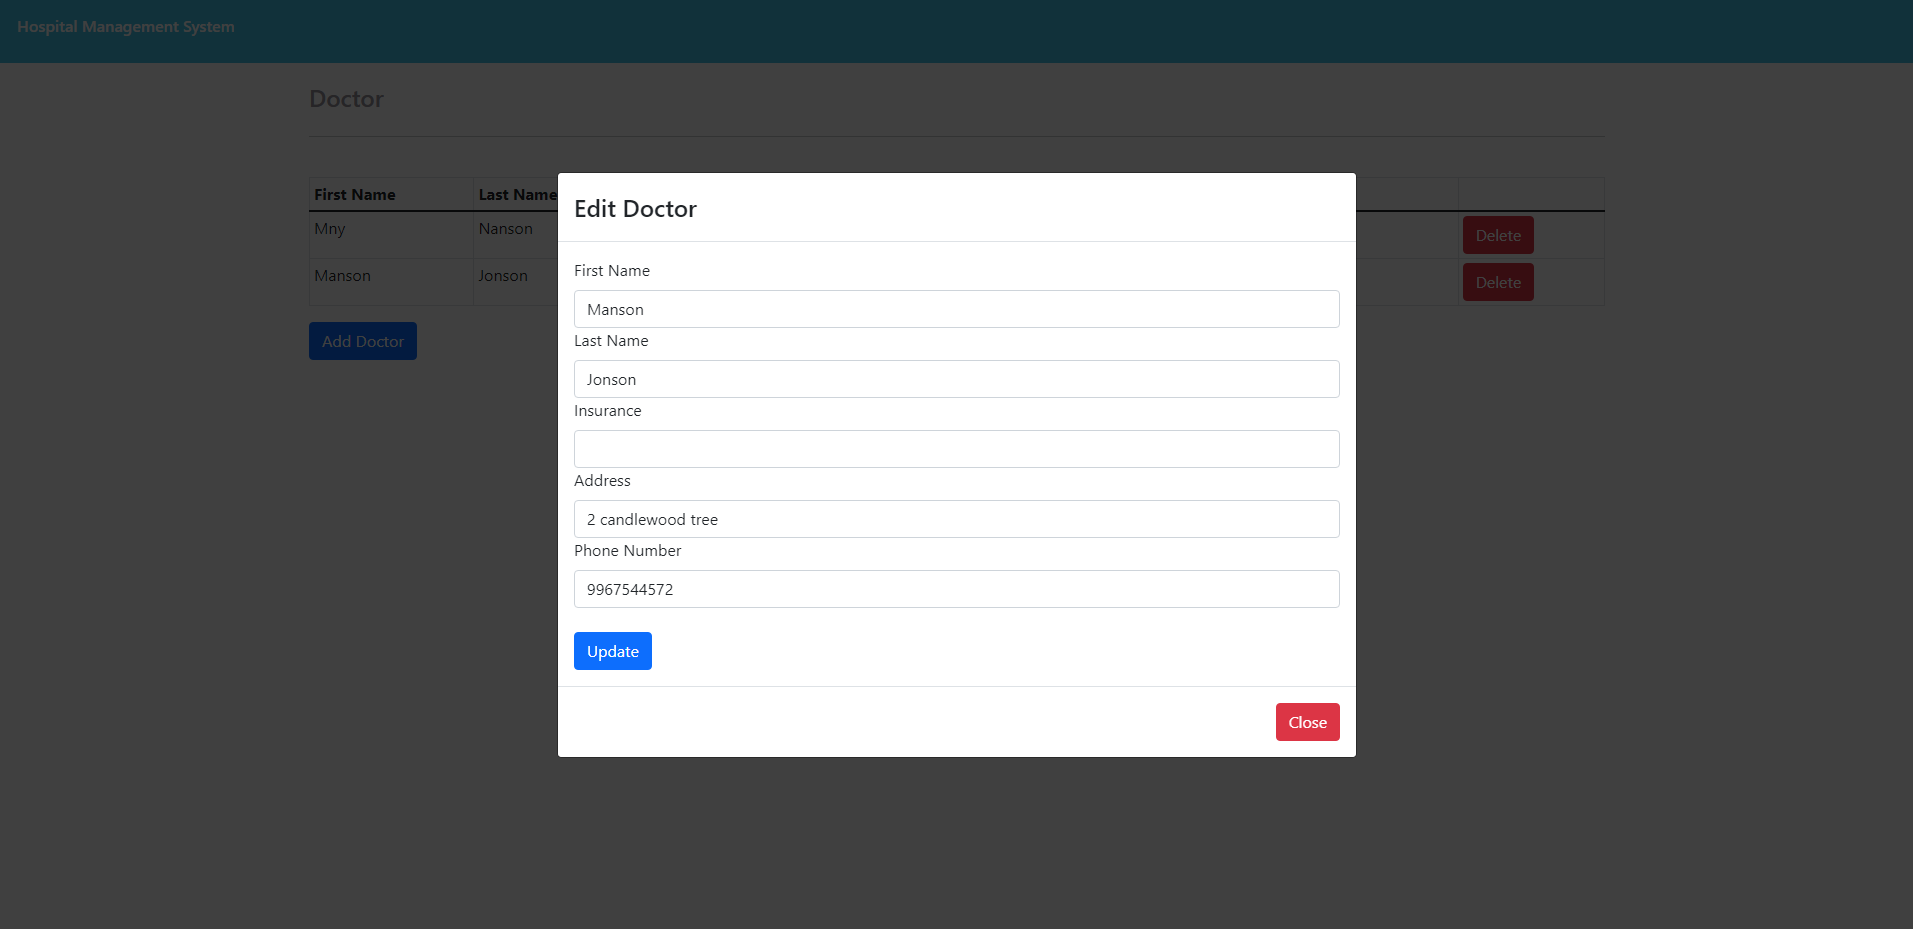 Hospital Management System
Doctor
First Name Last Name
Mny Nanson Delete
Manson Jonson Delete
Add Doctor
Edit Doctor
First Name
Manson
Last Name
Jonson
Insurance
Address
2 candlewood tree
Phone Number
9967544572
Update
Close